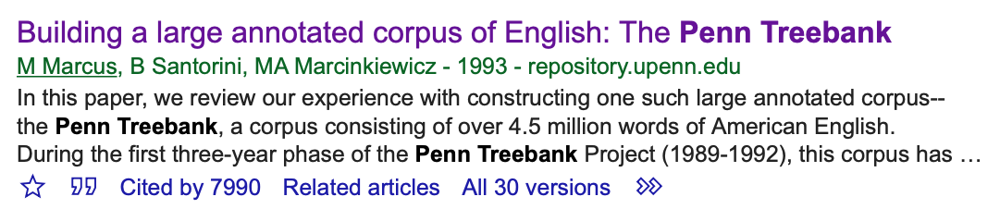 Building a large annotated corpus of English: The Penn Treebank
M Marcus, B Santorini, MA Marcinkiewicz - 1993 - repository.upenn.edu
In this paper, we review our experience with constructing one such large annotated corpus--
the Penn Treebank, a corpus consisting of over 4.5 million words of American English.
During the first three-year phase of the Penn Treebank Project (1989-1992), this corpus has …
Cited by 7990 Related articles All 30 versions